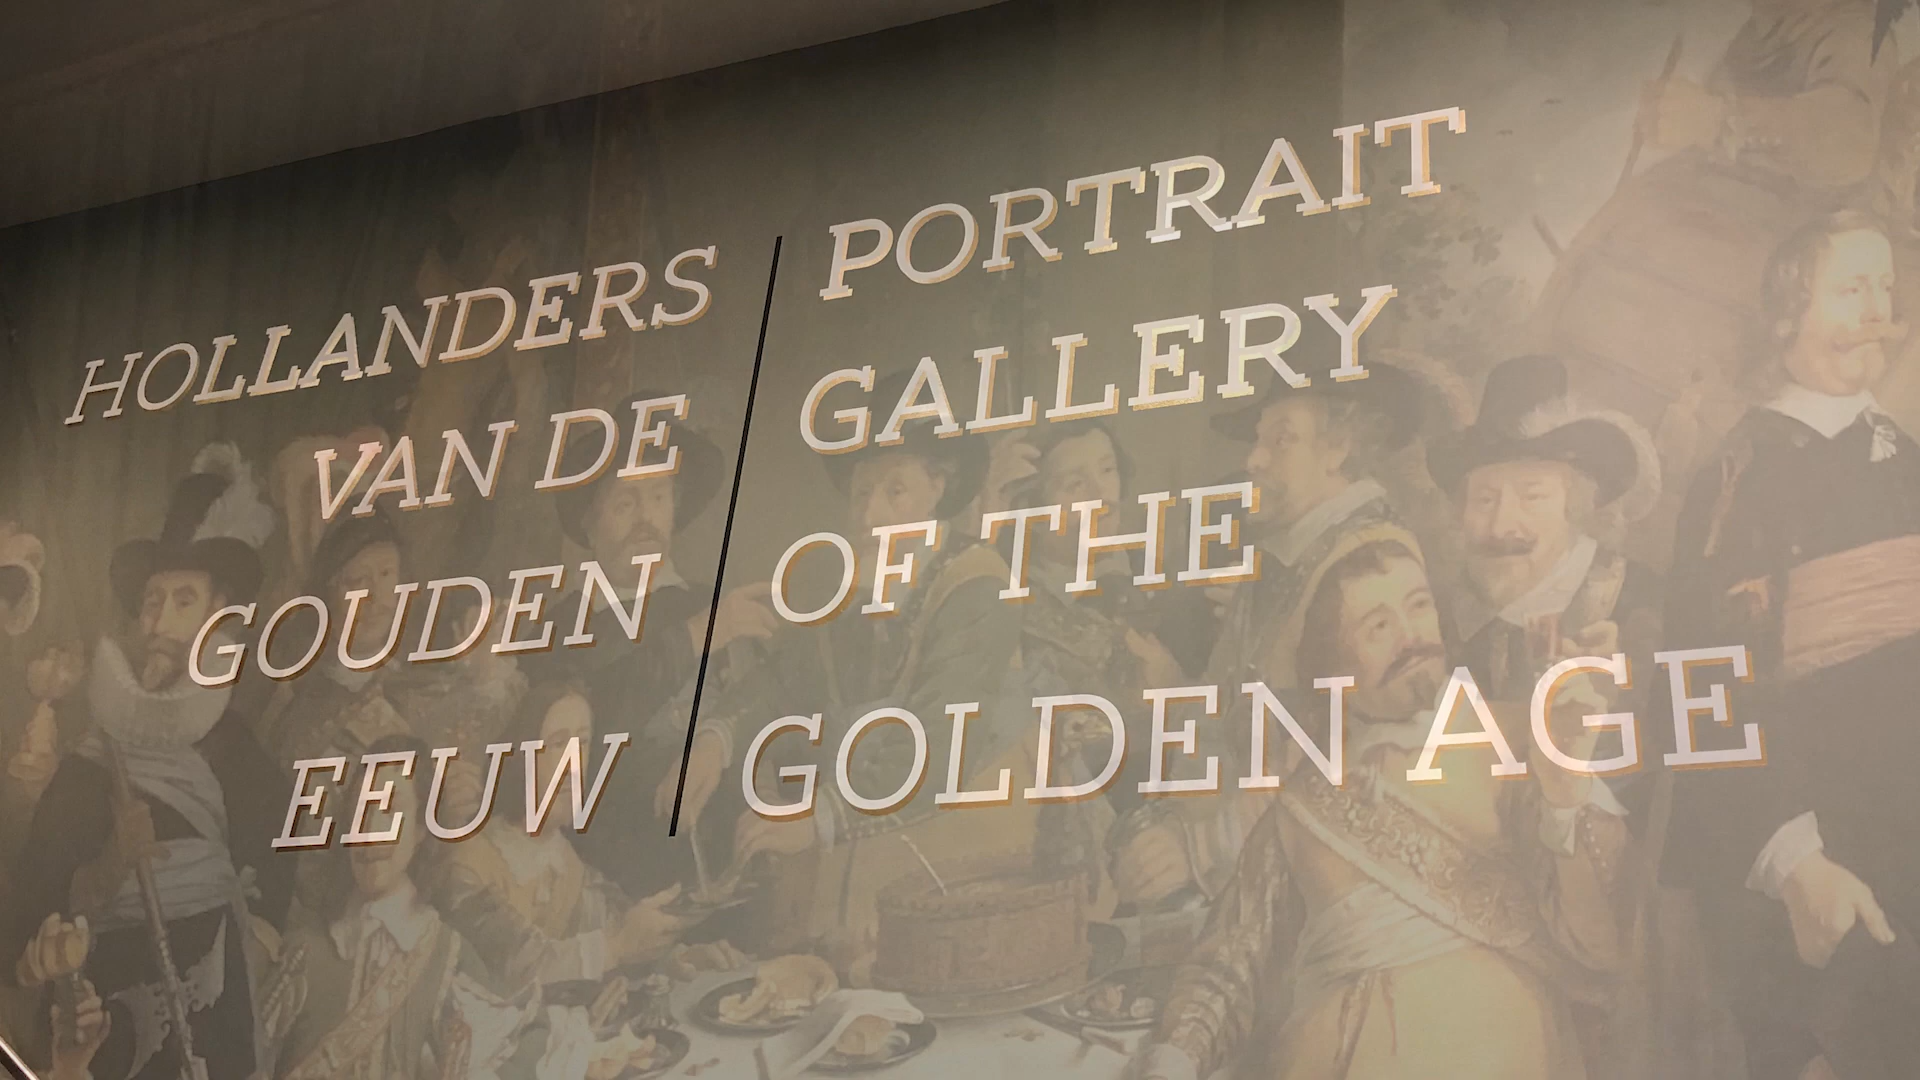 HOLLANDERS
VAN DE
GOUDEN
EEUW
PORTRAIT
GALLERY
OF THE
GOLDEN AGE